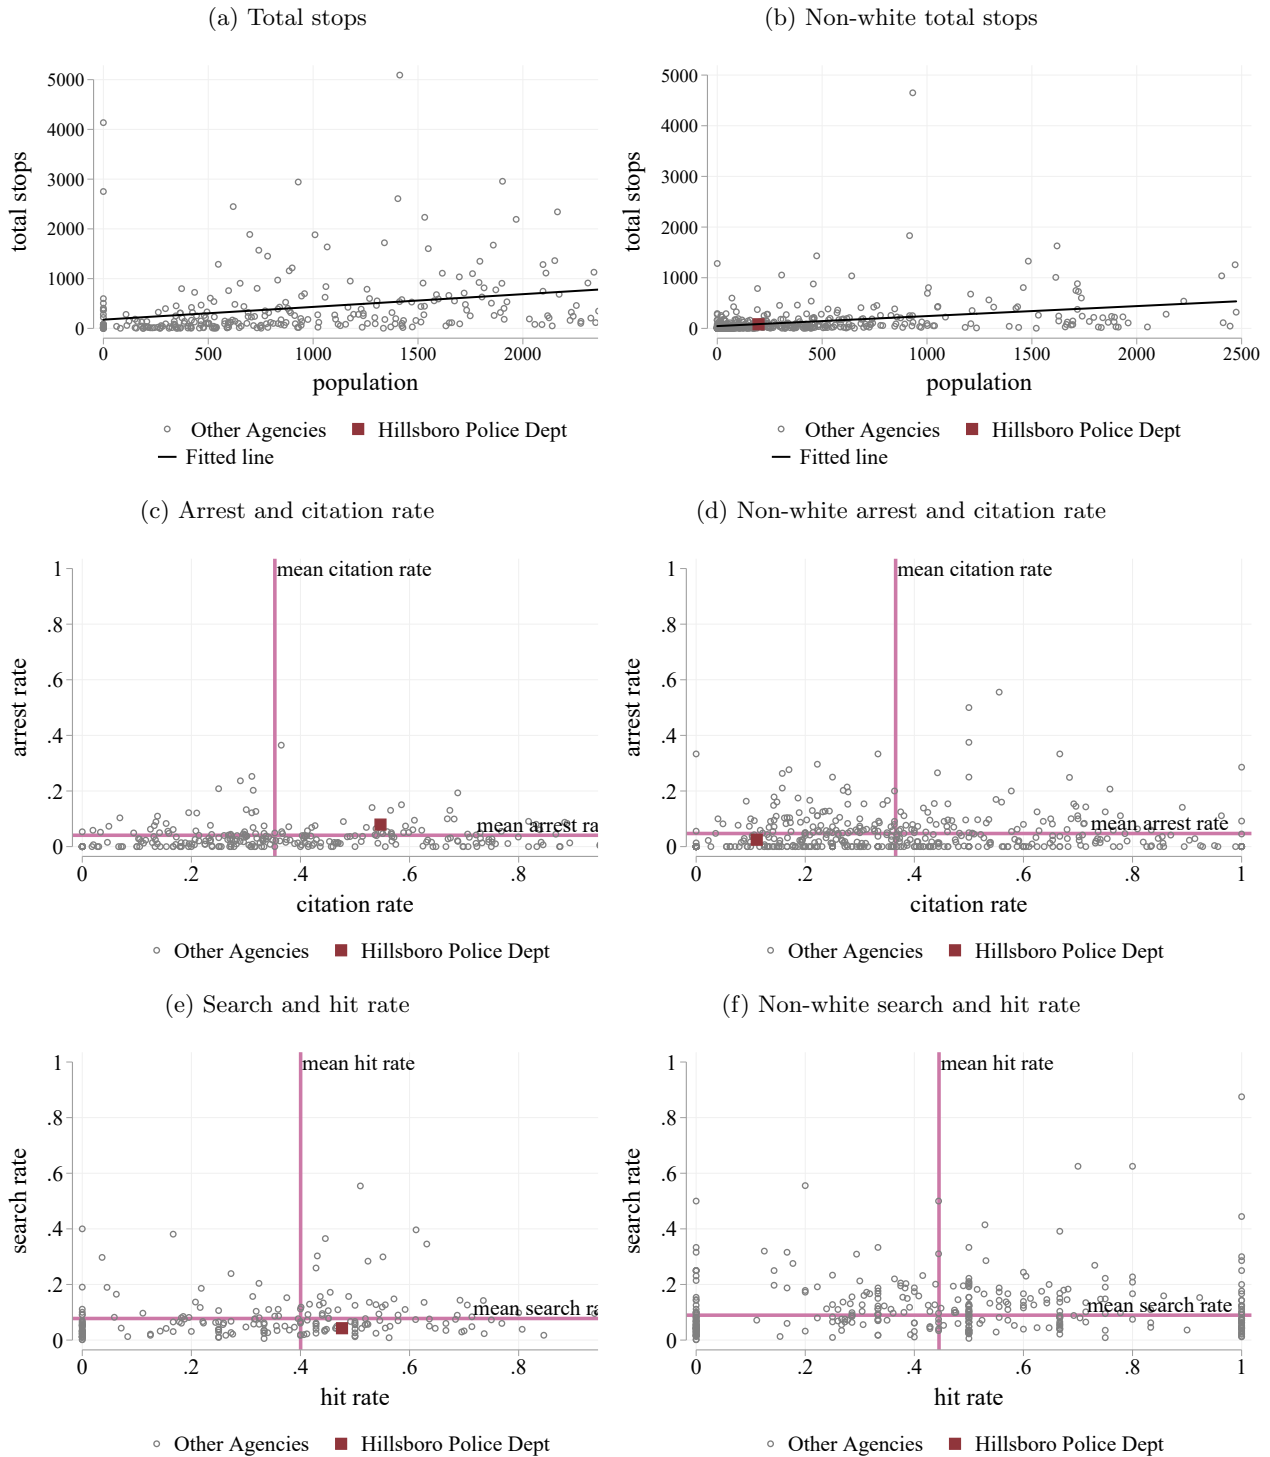 (a) Total stops
(b) Non-white total stops
total stops
5000
4000
3000
2000
1000
0
0 500 1000 1500 2000
population
Other Agencies Hillsboro Police Dept
Fitted line
total stops
5000
4000
3000
2000
1000
0
0 500 1000 1500 2000 2500
population
Other Agencies Hillsboro Police Dept
Fitted line
(c) Arrest and citation rate
(d) Non-white arrest and citation rate
arrest rate
1
.8
.6
.4
.2
0
mean citation rate
mean arrest ra
0 .2 .4 .6 .8
citation rate
Other Agencies Hillsboro Police Dept
arrest rate
1
.8
.6
.4
.2
0
mean citation rate
mean arrest rate
0 .2 .4 .6 .8 1
citation rate
Other Agencies Hillsboro Police Dept
(e) Search and hit rate
(f) Non-white search and hit rate
search rate
1
.8
.6
.4
.2
0
mean hit rate
mean search ra
0 .2 .4 .6 .8
hit rate
Other Agencies Hillsboro Police Dept
search rate
1
.8
.6
.4
.2
0
mean hit rate
mean search rate
0 .2 .4 .6 .8 1
hit rate
Other Agencies Hillsboro Police Dept